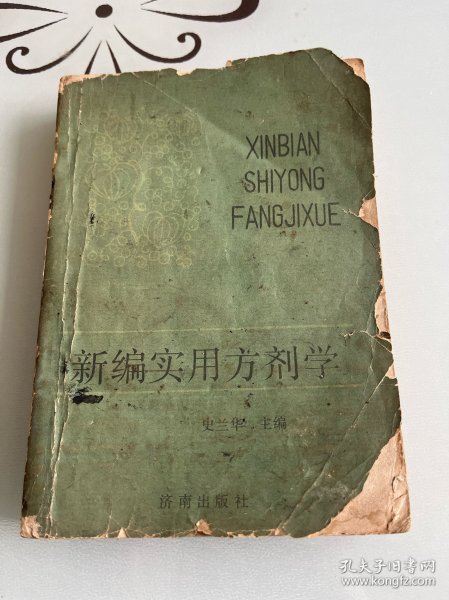 XINBIAN
SHIYONG
FANGJIXUE
新编实用方剂学
史兰华 主编
济南出版社
孔夫子旧书网
www.kongfz.com